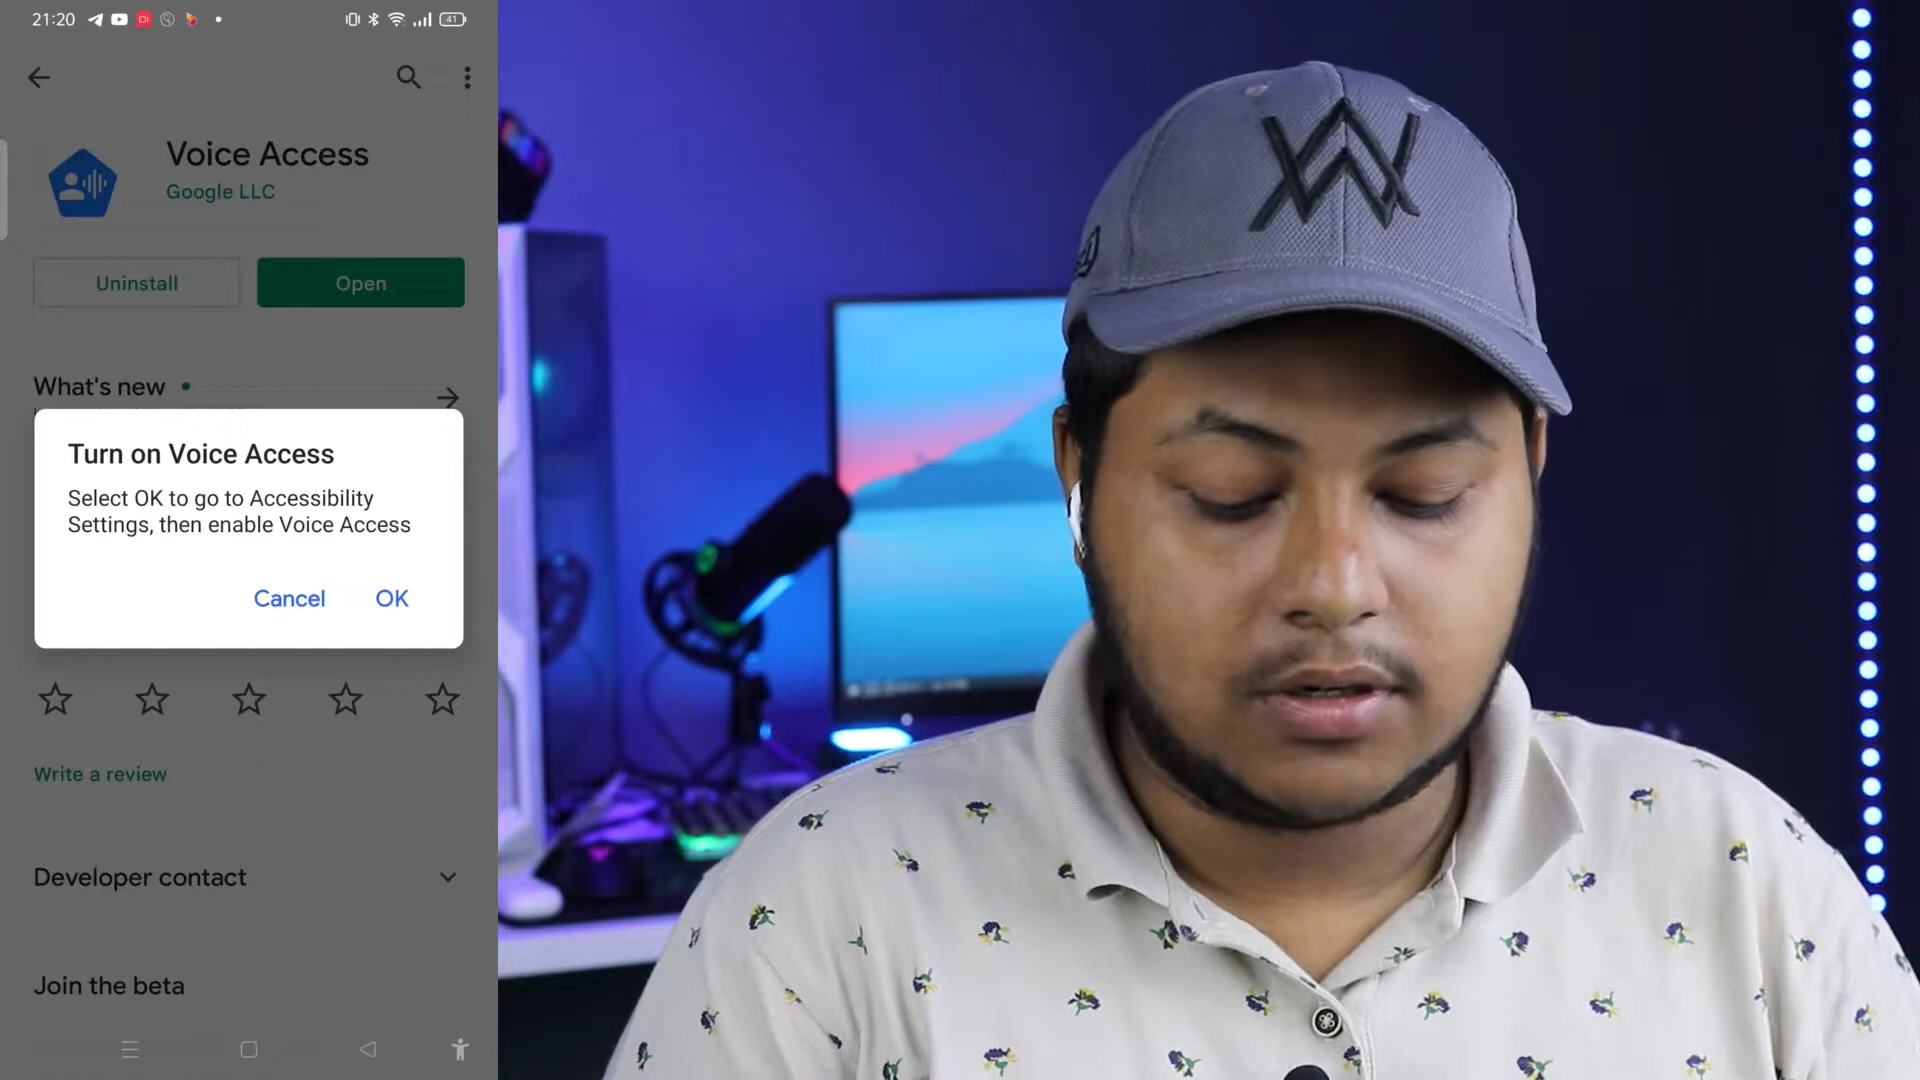 21:20
41
Voice Access
Google LLC
Uninstall
Open
What's new
Turn on Voice Access
Select OK to go to Accessibility
Settings, then enable Voice Access
Cancel
OK
Write a review
Developer contact
Join the beta